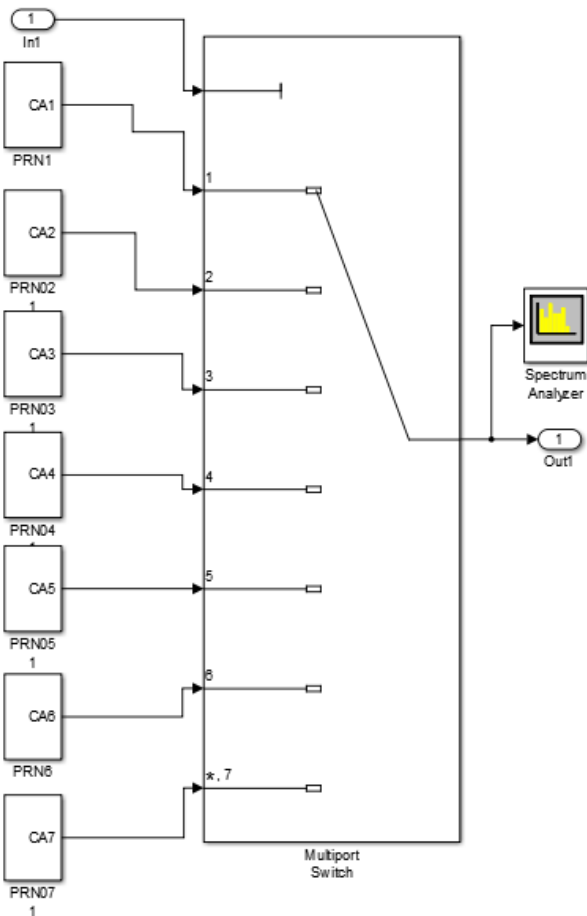 1
In1
CA1
PRN1
CA2
PRN02
1
CA3
PRN03
1
CA4
PRN04
CA5
PRN05
1
CA6
PRN6
CA7
PRN07
1
1
2
3
4
5
6
*, 7
Multiport
Switch
Spectrum
Analyzer
1
Out1